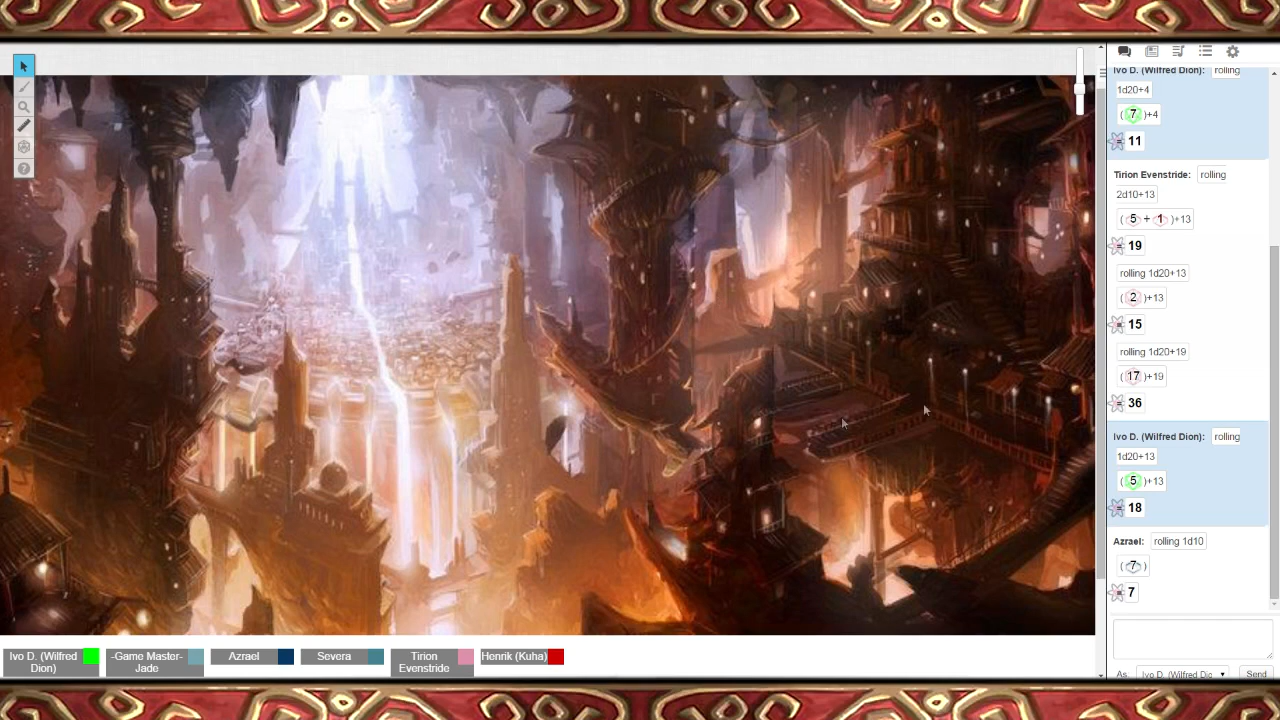 Ivo D. (Wilfred Dion): rolling
1d20+4
(7)+4
= 11
Tirion Evenstride: rolling
2d10+13
(5+1)+13
= 19
rolling 1d20+13
(2)+13
= 15
rolling 1d20+19
(17)+19
= 36
Ivo D. (Wilfred Dion): rolling
1d20+13
(5)+13
= 18
Azrael: rolling 1d10
(7)
= 7
As: Ivo D. (Wilfred Dio
Send
Ivo D. (Wilfred
Dion)
-Game Master-
Jade
Azrael
Severa
Tirion
Evenstride
Henrik (Kuha)